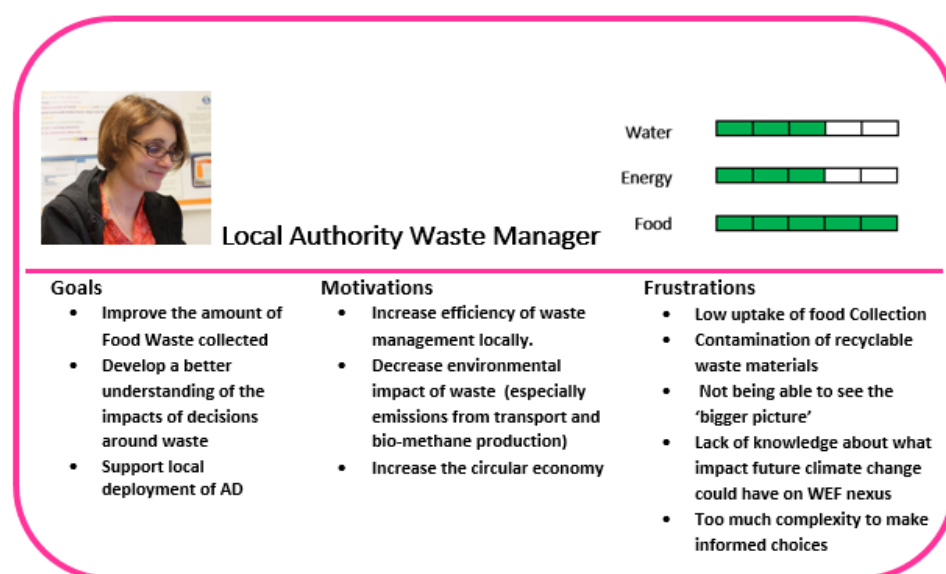 Water
Energy
Food
Local Authority Waste Manager
Goals
• Improve the amount of
Food Waste collected
• Develop a better
understanding of the
impacts of decisions
around waste
• Support local
deployment of AD
Motivations
• Increase efficiency of waste
management locally.
• Decrease environmental
impact of waste (especially
emissions from transport and
bio-methane production)
• Increase the circular economy
Frustrations
• Low uptake of food Collection
• Contamination of recyclable
waste materials
• Not being able to see the
‘bigger picture’
• Lack of knowledge about what
impact future climate change
could have on WEF nexus
• Too much complexity to make
informed choices